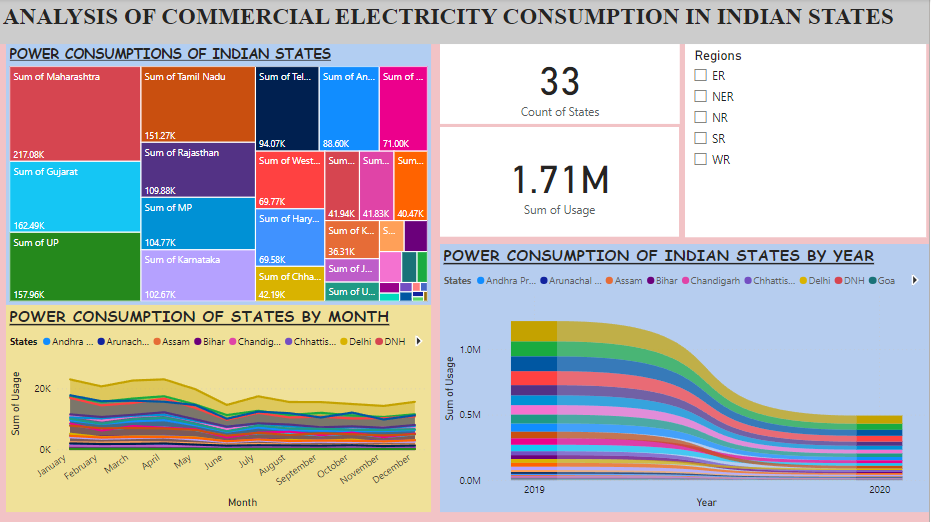 ANALYSIS OF COMMERCIAL ELECTRICITY CONSUMPTION IN INDIAN STATES
POWER CONSUMPTIONS OF INDIAN STATES
Sum of Maharashtra
217.08K
Sum of Gujarat
162.49K
Sum of UP
157.96K
Sum of Tamil Nadu
151.27K
Sum of Rajasthan
109.88K
Sum of MP
104.77K
Sum of Karnataka
102.67K
Sum of Tel...
94.07K
Sum of An...
88.60K
Sum of ...
71.00K
Sum of West...
69.77K
Sum of Hary...
69.58K
Sum of Chha...
42.19K
Sum...
41.94K
Sum...
41.83K
Sum...
40.47K
Sum of K...
36.31K
S...
Sum of J...
Sum of U...
33
Count of States
1.71M
Sum of Usage
Regions
ER
NER
NR
SR
WR
POWER CONSUMPTION OF STATES BY MONTH
States Andhra ... Arunach... Assam Bihar Chandig... Chhattis... Delhi DNH
Sum of Usage
20K
0K
January February March April May June July August September October November December
Month
POWER CONSUMPTION OF INDIAN STATES BY YEAR
States Andhra Pr... Arunachal ... Assam Bihar Chandigarh Chhattis... Delhi DNH Goa
Sum of Usage
1.0M
0.5M
0.0M
2019 2020
Year